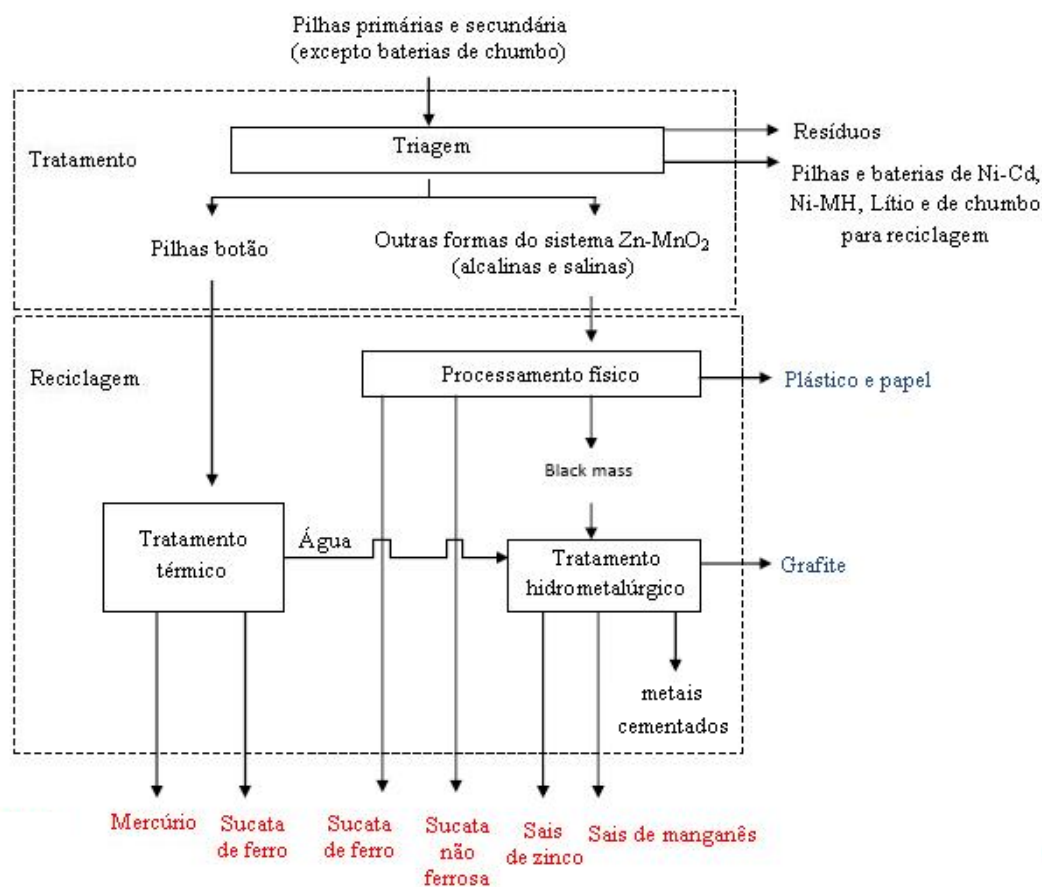 Pilhas primárias e secundária
(excepto baterias de chumbo)
Tratamento
Triagem
Resíduos
Pilhas e baterias de Ni-Cd,
Ni-MH, Lítio e de chumbo
para reciclagem
Pilhas botão
Outras formas do sistema Zn-MnO₂
(alcalinas e salinas)
Reciclagem
Processamento físico
Plástico e papel
Black mass
Tratamento
térmico
Água
Tratamento
hidrometalúrgico
Grafite
metais
cementados
Mercúrio
Sucata
de ferro
Sucata
de ferro
Sucata
não
ferrosa
Sais
de zinco
Sais de manganês